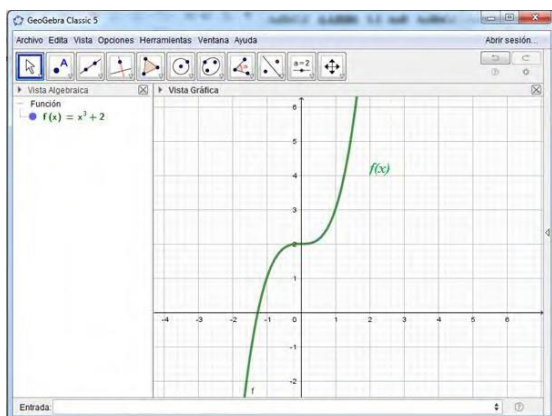 GeoGebra Classic 5
Archivo Edita Vista Opciones Herramientas Ventana Ayuda
Abrir sesión...
a=2
Vista Algebraica
Vista Gráfica
Función
f(x) = x³ + 2
f(x)
6
5
4
3
2
1
-4 -3 -2 -1 0 1 2 3 4 5 6
-1
-2
f
Entrada: